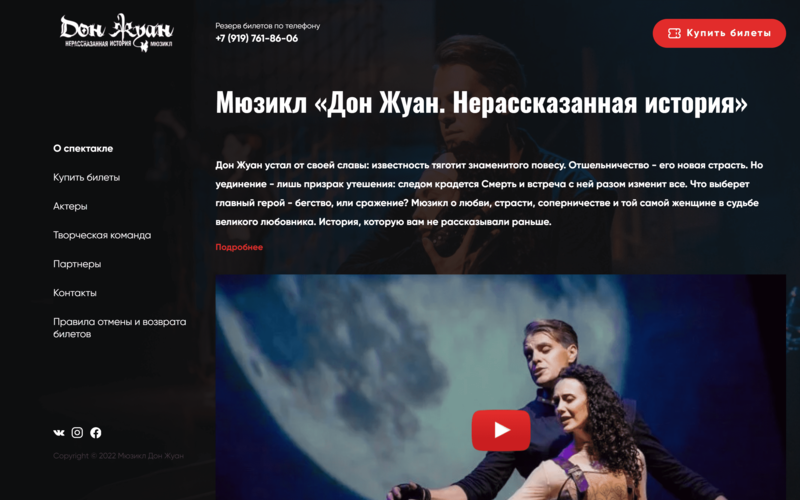 Дон Жуан
НЕРАССКАЗАННАЯ ИСТОРИЯ МЮЗИКЛ
Резерв билетов по телефону
+7 (919) 761-86-06
Купить билеты
Мюзикл «Дон Жуан. Нерассказанная история»
О спектакле
Купить билеты
Актеры
Творческая команда
Партнеры
Контакты
Правила отмены и возврата
билетов
Дон Жуан устал от своей славы: известность тяготит знаменитого повесу. Отшельничество - его новая страсть. Но
уединение - лишь призрак утешения: следом крадется Смерть и встреча с ней разом изменит все. Что выберет
главный герой - бегство, или сражение? Мюзикл о любви, страсти, соперничестве и той самой женщине в судьбе
великого любовника. История, которую вам не рассказывали раньше.
Подробнее
Copyright © 2022 Мюзикл Дон Жуан